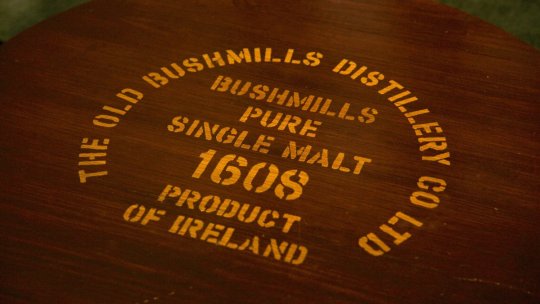 THE OLD BUSHMILLS DISTILLERY CO LTD
BUSHMILLS
PURE
SINGLE MALT
1608
PRODUCT
OF IRELAND